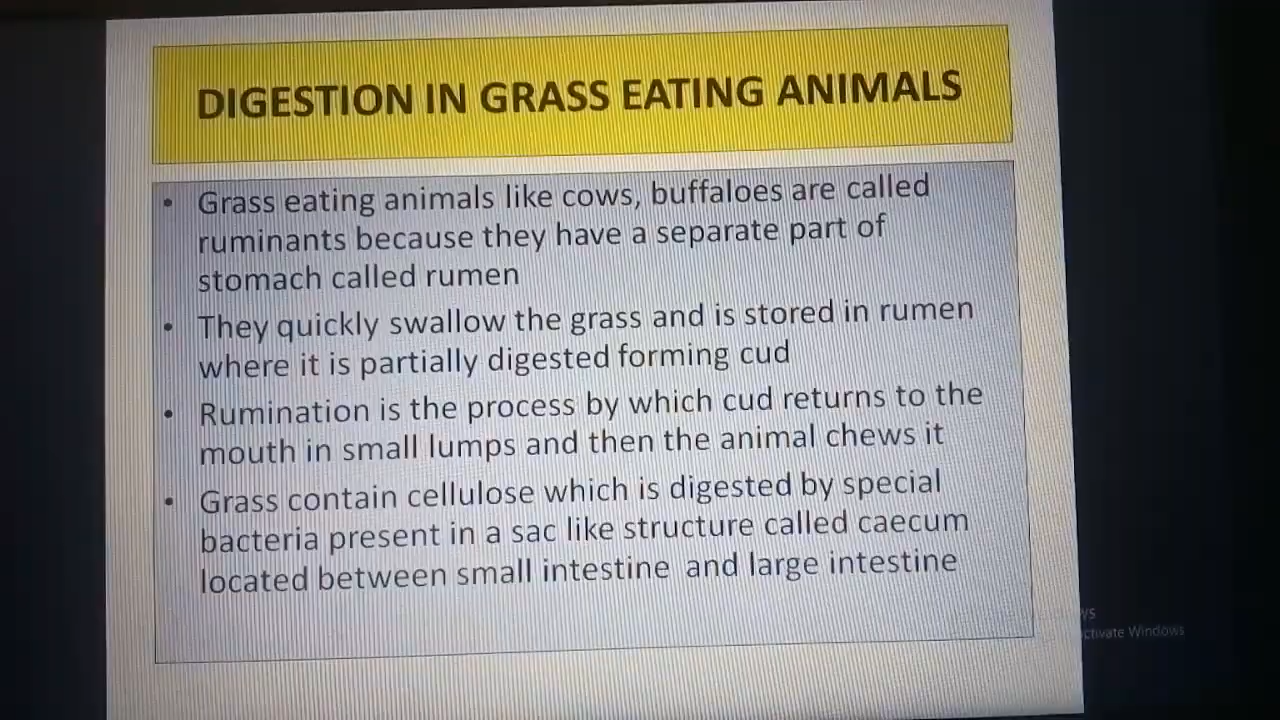 DIGESTION IN GRASS EATING ANIMALS
• Grass eating animals like cows, buffaloes are called
ruminants because they have a separate part of
stomach called rumen
• They quickly swallow the grass and is stored in rumen
where it is partially digested forming cud
• Rumination is the process by which cud returns to the
mouth in small lumps and then the animal chews it
• Grass contain cellulose which is digested by special
bacteria present in a sac like structure called caecum
located between small intestine and large intestine
Windows